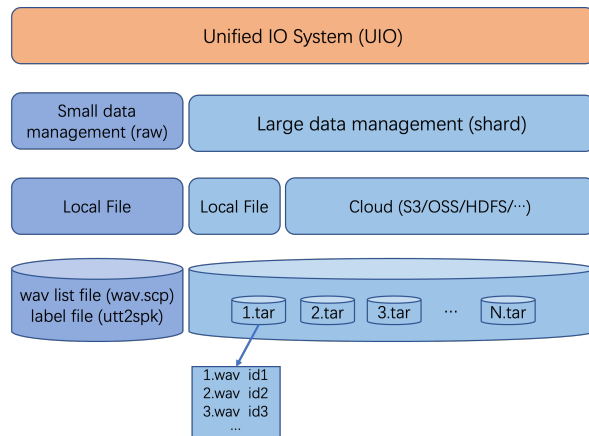 Unified IO System (UIO)
Small data
management (raw)
Large data management (shard)
Local File
Local File
Cloud (S3/OSS/HDFS/···)
wav list file (wav.scp)
label file (utt2spk)
1.tar
2.tar
3.tar
···
N.tar
1.wav id1
2.wav id2
3.wav id3
···